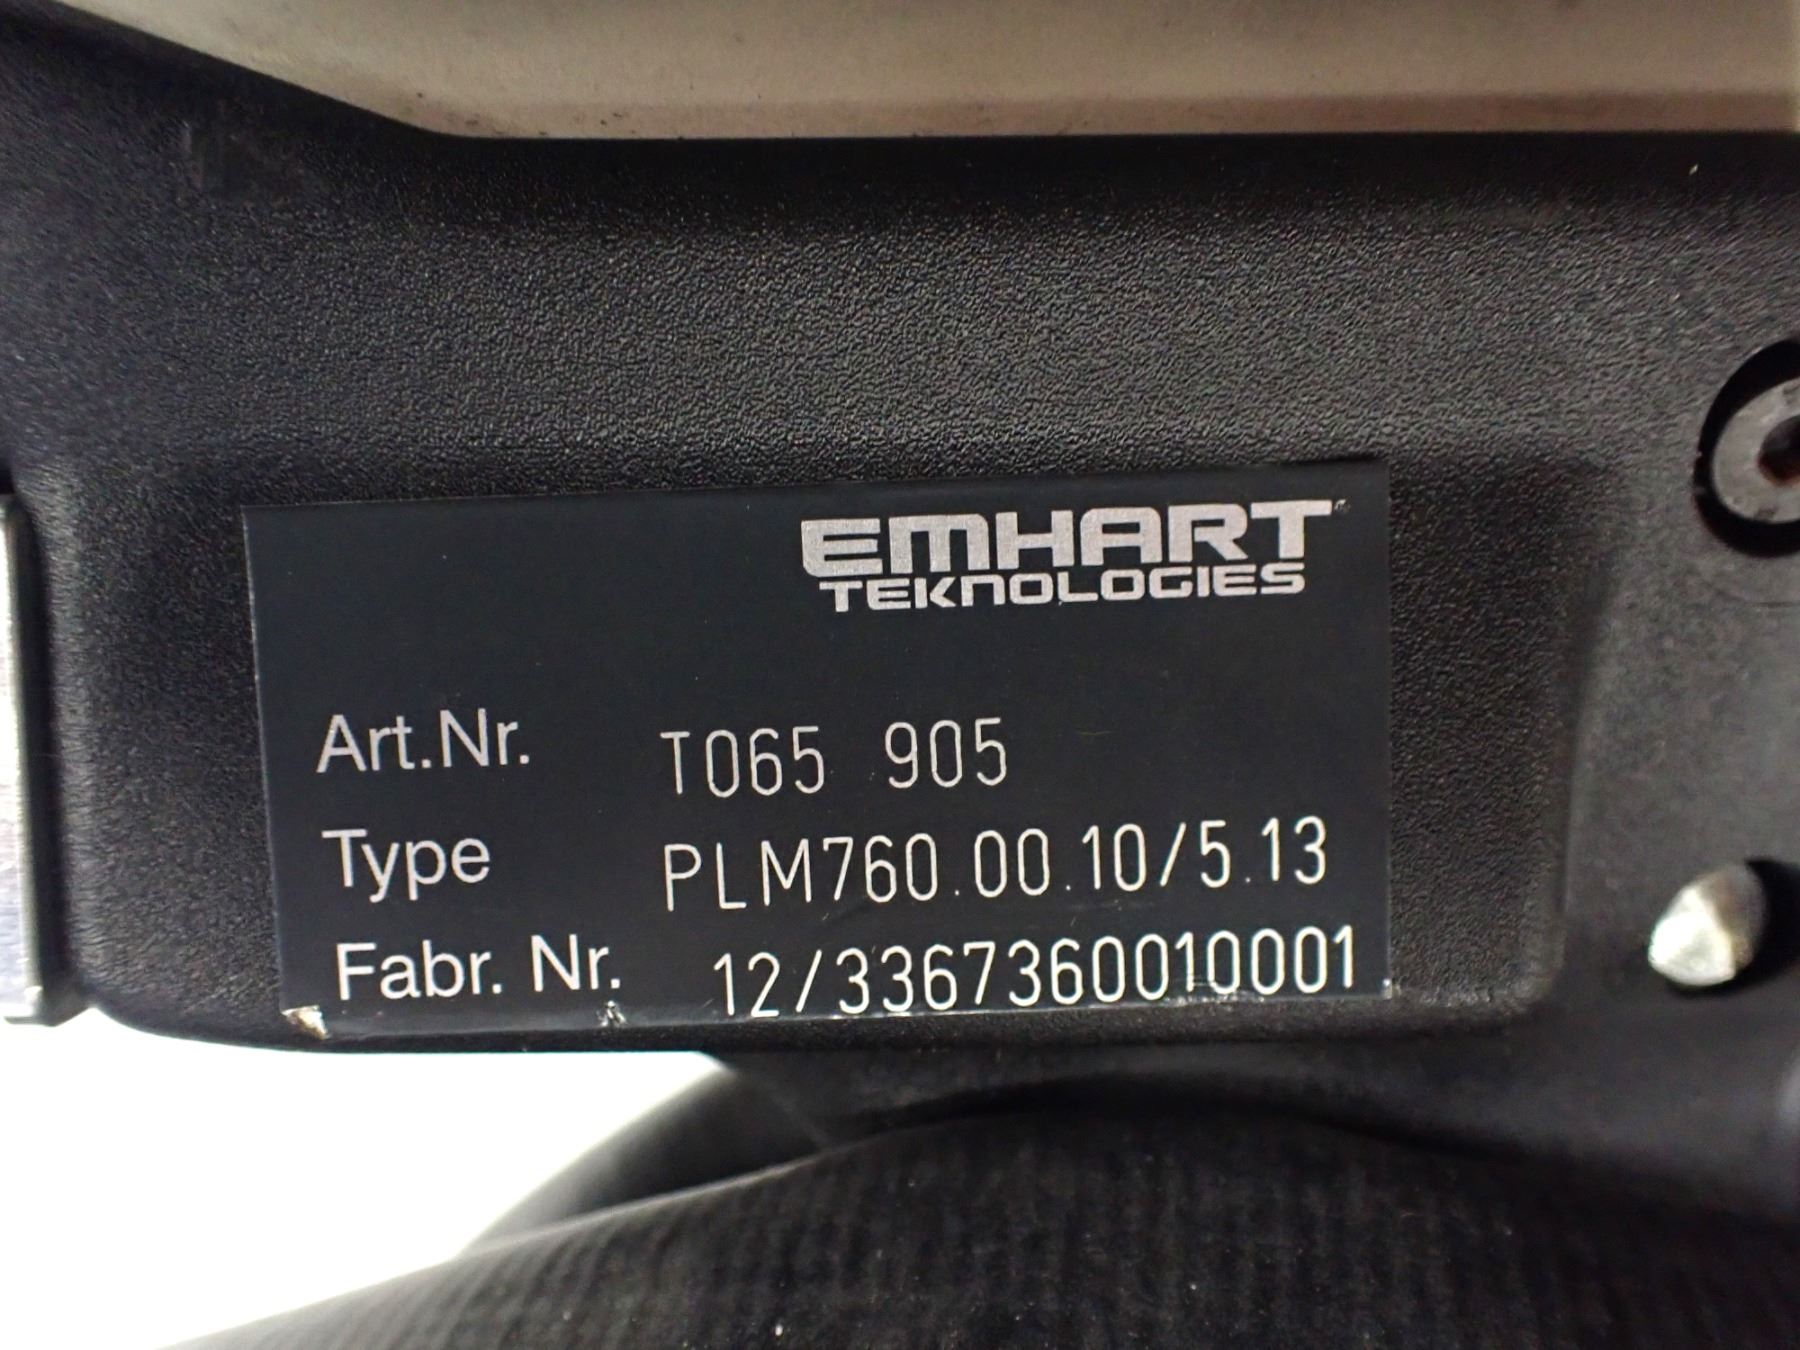 EMHART
TEKNOLOGIES
Art.Nr. T065 905
Type PLM760.00.10/5.13
Fabr. Nr. 12/3367360010001